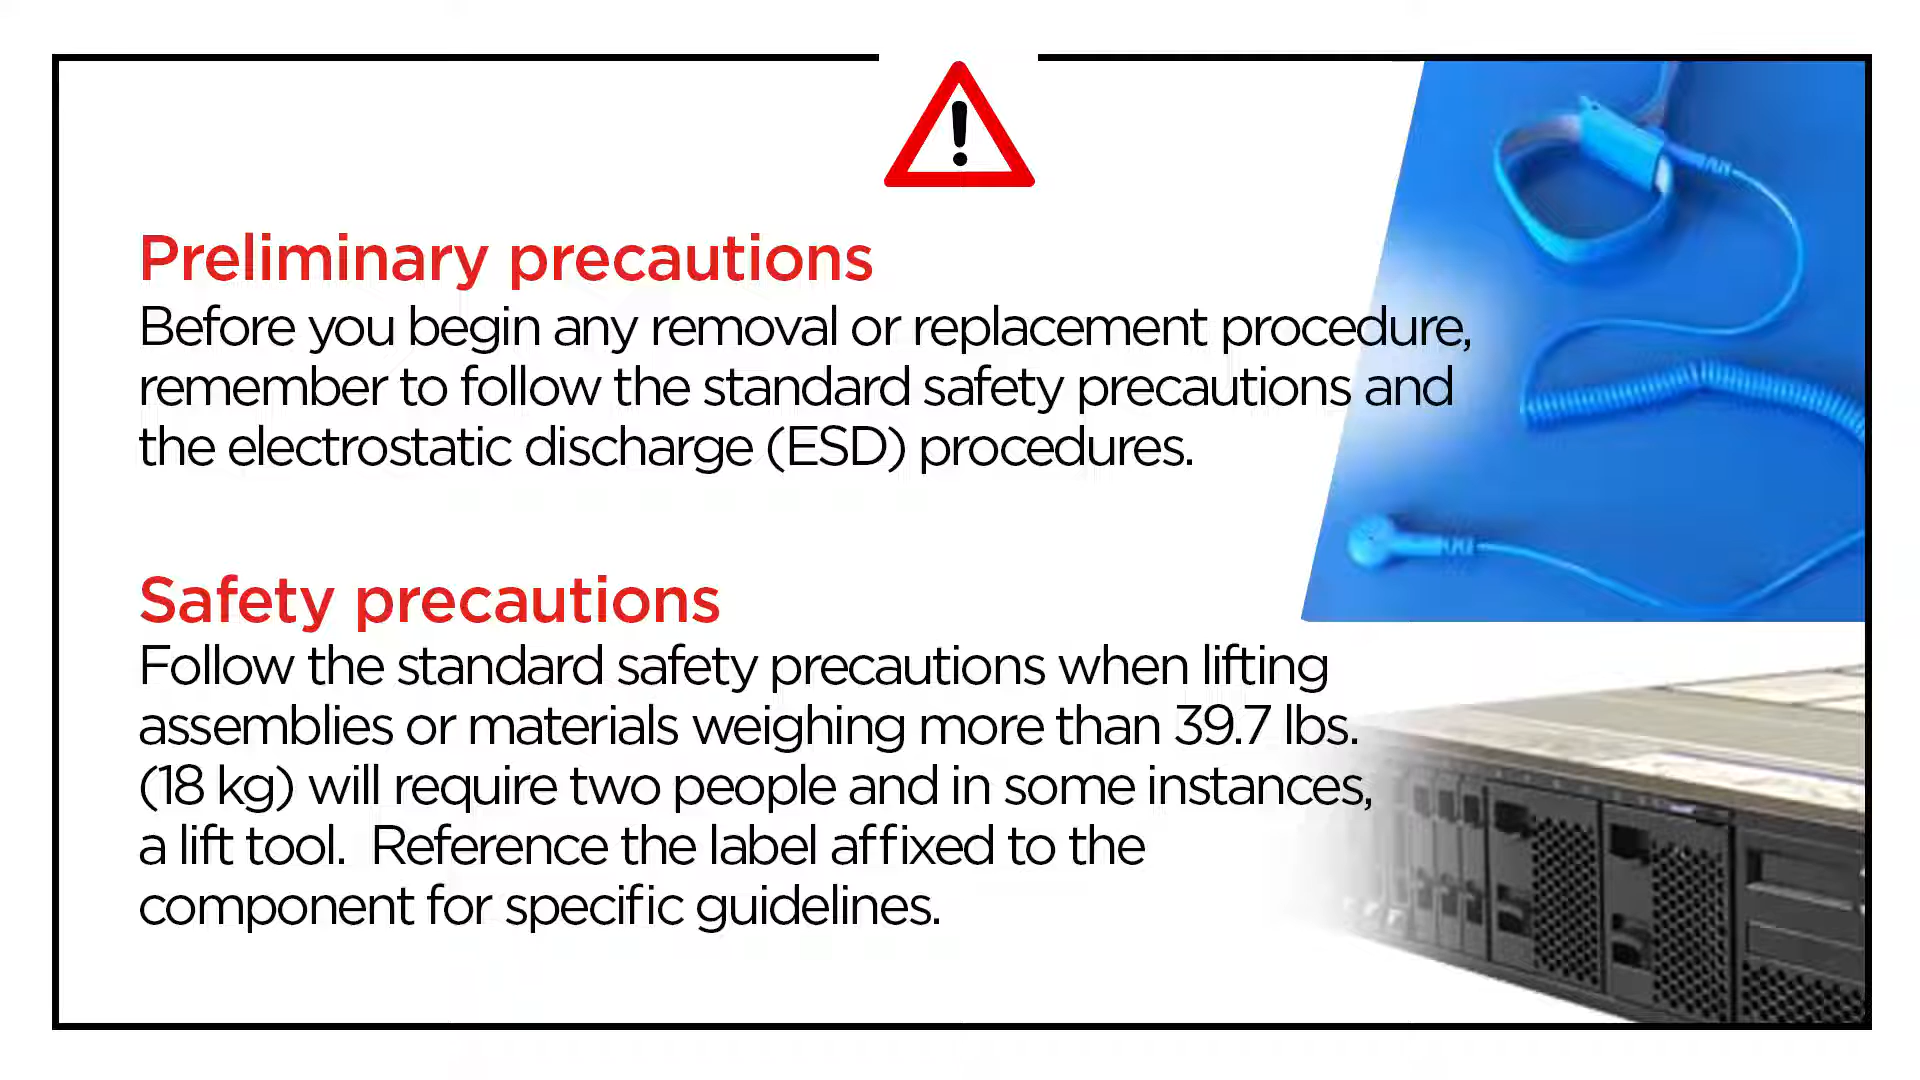 Preliminary precautions
Before you begin any removal or replacement procedure,
remember to follow the standard safety precautions and
the electrostatic discharge (ESD) procedures.
Safety precautions
Follow the standard safety precautions when lifting
assemblies or materials weighing more than 39.7 lbs.
(18 kg) will require two people and in some instances,
a lift tool.  Reference the label affixed to the
component for specific guidelines.